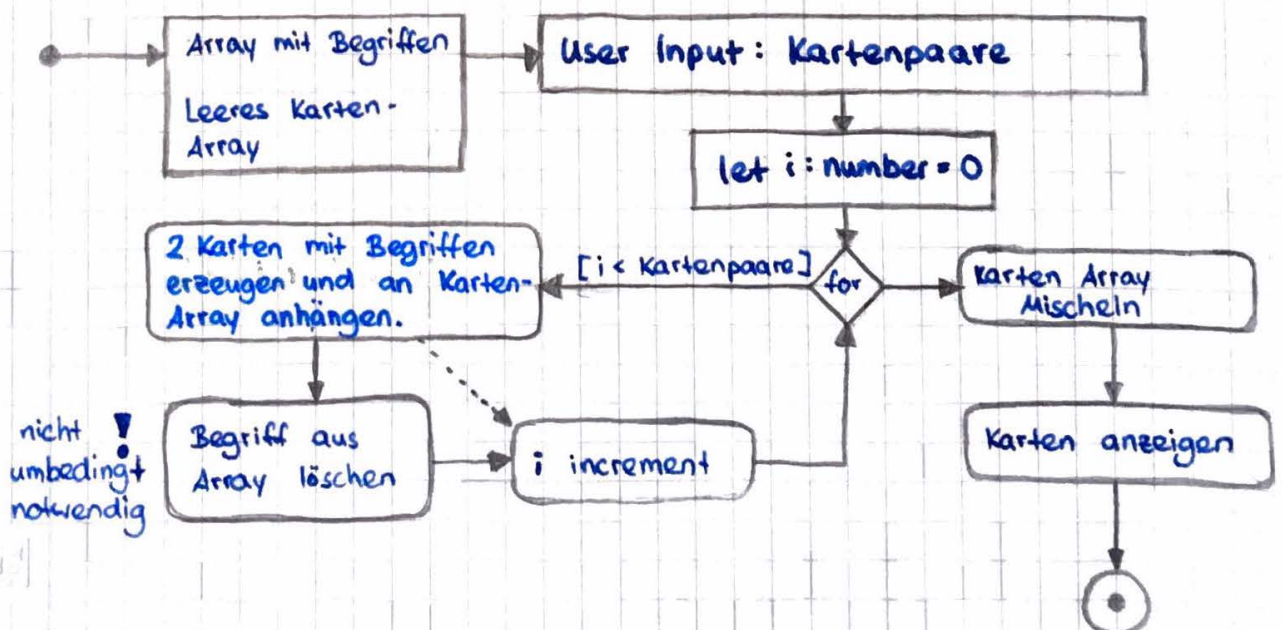 Array mit Begriffen
Leeres Karten-
Array
User Input: Kartenpaare
let i: number = 0
2 Karten mit Begriffen
erzeugen und an Karten-
Array anhängen.
[i < Kartenpaare]
for
Karten Array
Mischeln
nicht !
umbedingt
notwendig
Begriff aus
Array löschen
i increment
Karten anzeigen